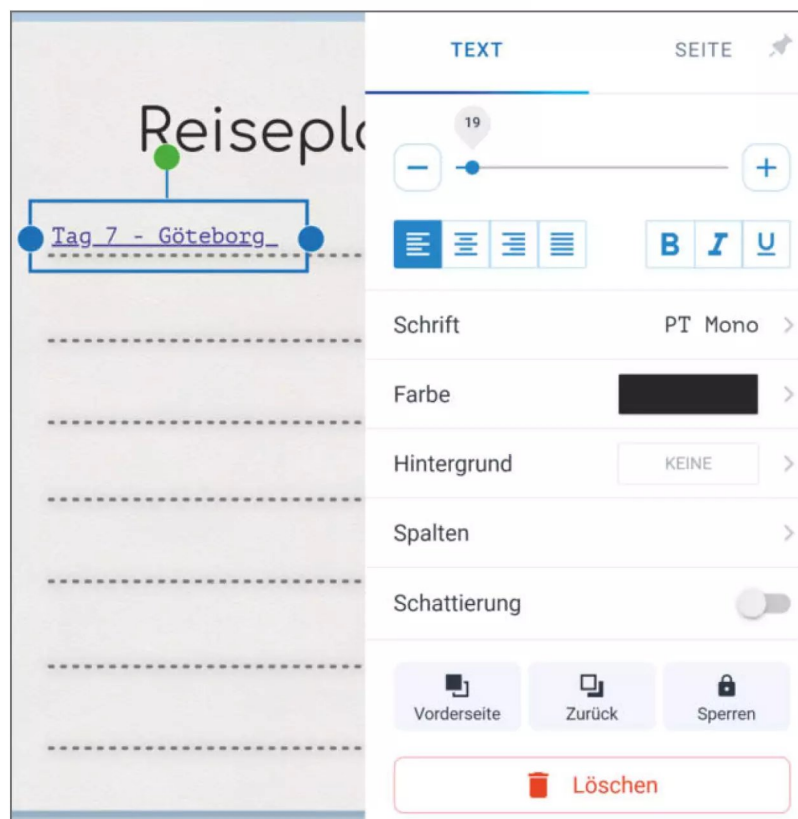 Reisepl
Tag 7 - Göteborg
TEXT
SEITE
19
B I U
Schrift
PT Mono
Farbe
Hintergrund
KEINE
Spalten
Schattierung
Vorderseite
Zurück
Sperren
Löschen